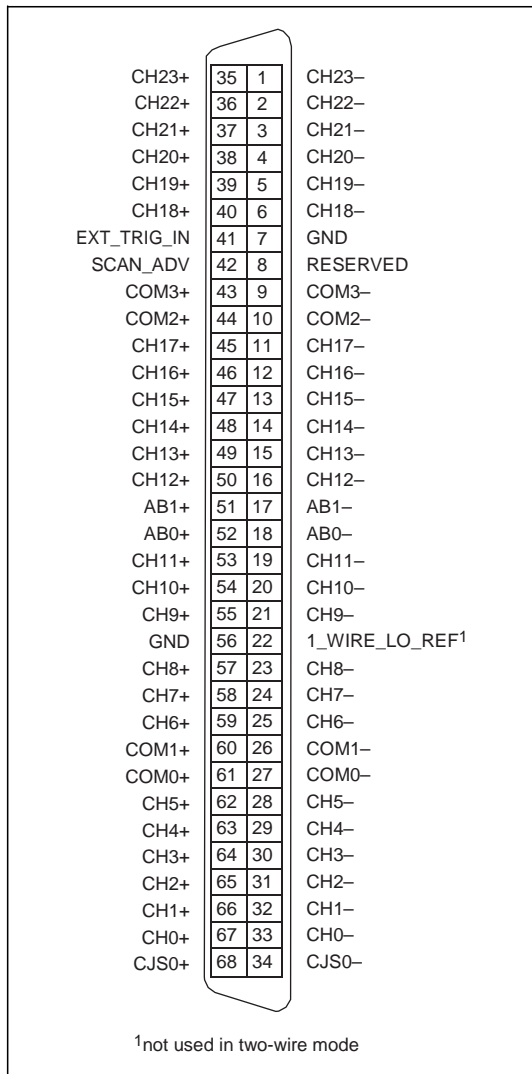 CH23+ 35 1 CH23–
CH22+ 36 2 CH22–
CH21+ 37 3 CH21–
CH20+ 38 4 CH20–
CH19+ 39 5 CH19–
CH18+ 40 6 CH18–
EXT_TRIG_IN 41 7 GND
SCAN_ADV 42 8 RESERVED
COM3+ 43 9 COM3–
COM2+ 44 10 COM2–
CH17+ 45 11 CH17–
CH16+ 46 12 CH16–
CH15+ 47 13 CH15–
CH14+ 48 14 CH14–
CH13+ 49 15 CH13–
CH12+ 50 16 CH12–
AB1+ 51 17 AB1–
AB0+ 52 18 AB0–
CH11+ 53 19 CH11–
CH10+ 54 20 CH10–
CH9+ 55 21 CH9–
GND 56 22 1_WIRE_LO_REF1
CH8+ 57 23 CH8–
CH7+ 58 24 CH7–
CH6+ 59 25 CH6–
COM1+ 60 26 COM1–
COM0+ 61 27 COM0–
CH5+ 62 28 CH5–
CH4+ 63 29 CH4–
CH3+ 64 30 CH3–
CH2+ 65 31 CH2–
CH1+ 66 32 CH1–
CH0+ 67 33 CH0–
CJS0+ 68 34 CJS0–
1not used in two-wire mode